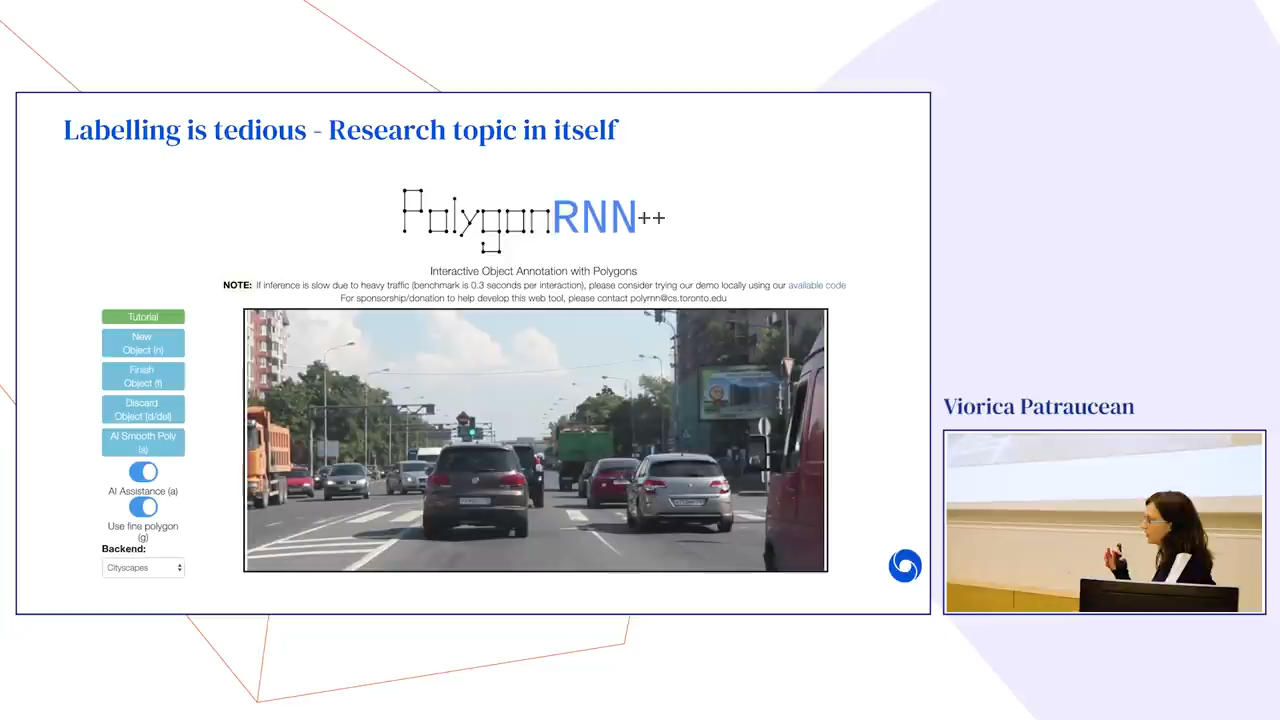 Labelling is tedious - Research topic in itself
PolygonRNN++
Interactive Object Annotation with Polygons
NOTE: If inference is slow due to heavy traffic (benchmark is 0.3 seconds per interaction), please consider trying our demo locally using our available code
For sponsorship/donation to help develop this web tool, please contact polyrnn@cs.toronto.edu
Tutorial
New
Object (n)
Finish
Object (f)
Discard
Object (d/del)
AI Smooth Poly
(s)
AI Assistance (a)
Use fine polygon
(g)
Backend:
Cityscapes
Viorica Patraucean